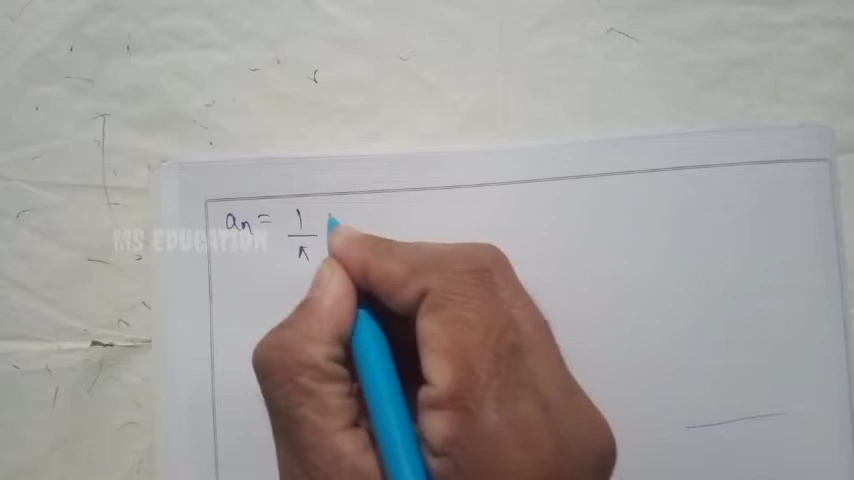 aₙ = 1/π
MS EDUCATION